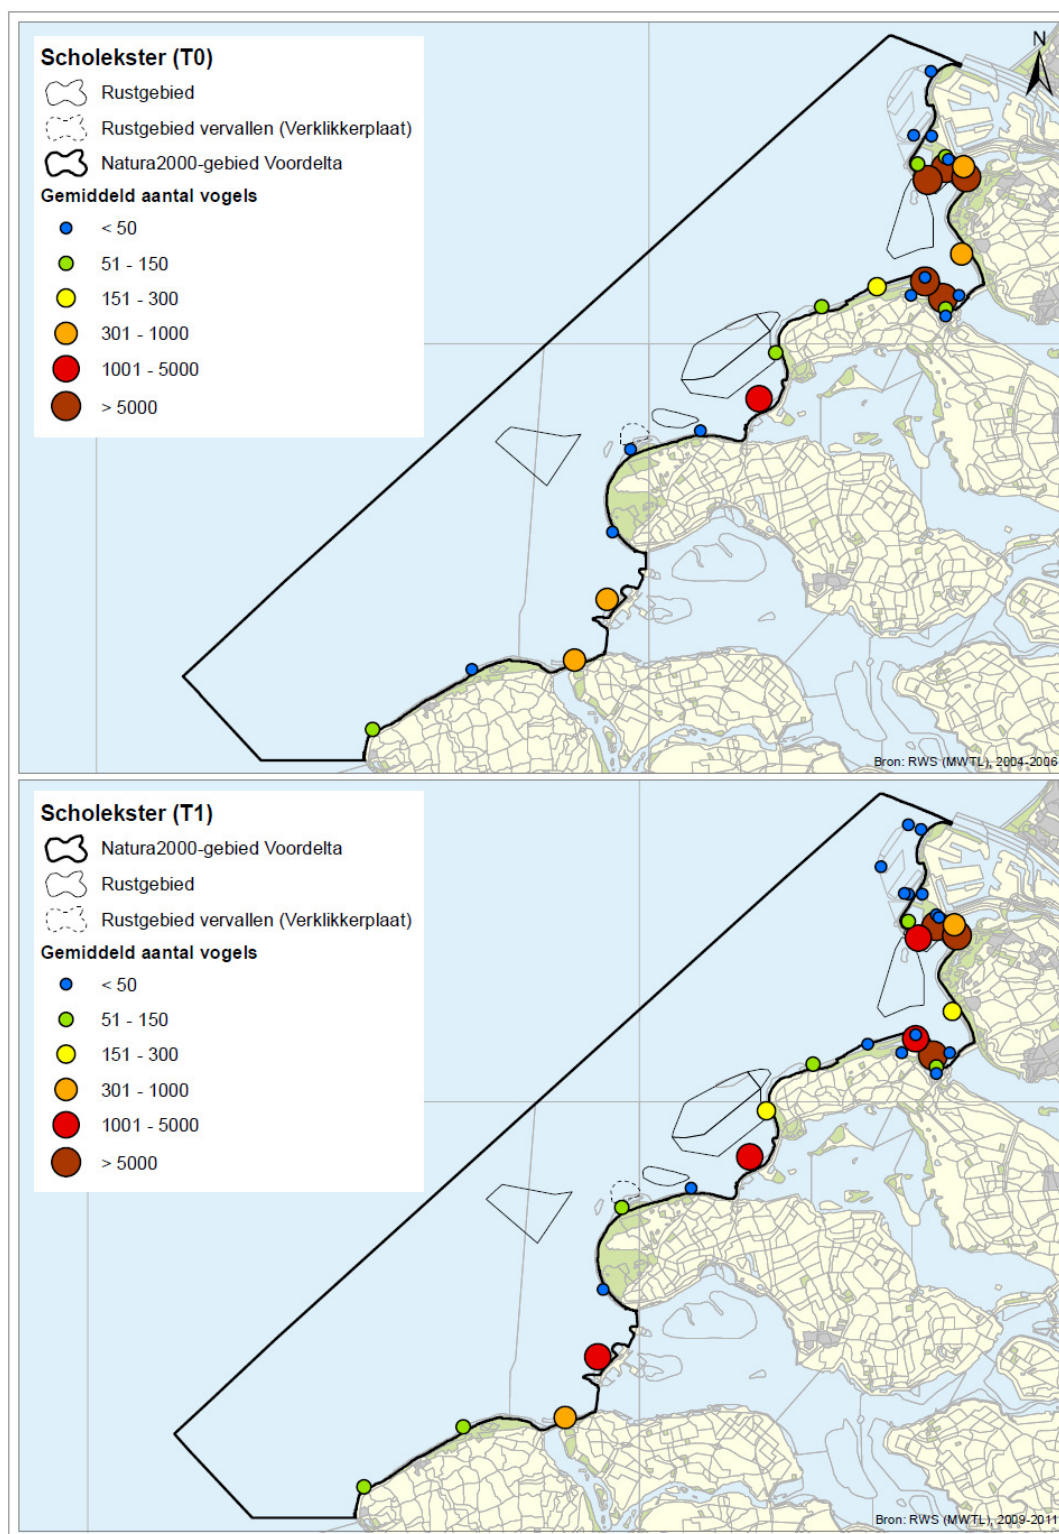 Scholekster (T0)
Rustgebied
Rustgebied vervallen (Verklikkerplaat)
Natura2000-gebied Voordelta
Gemiddeld aantal vogels
< 50
51 - 150
151 - 300
301 - 1000
1001 - 5000
> 5000
N
Bron: RWS (MWTL), 2004-2006
Scholekster (T1)
Natura2000-gebied Voordelta
Rustgebied
Rustgebied vervallen (Verklikkerplaat)
Gemiddeld aantal vogels
< 50
51 - 150
151 - 300
301 - 1000
1001 - 5000
> 5000
Bron: RWS (MWTL), 2009-2011